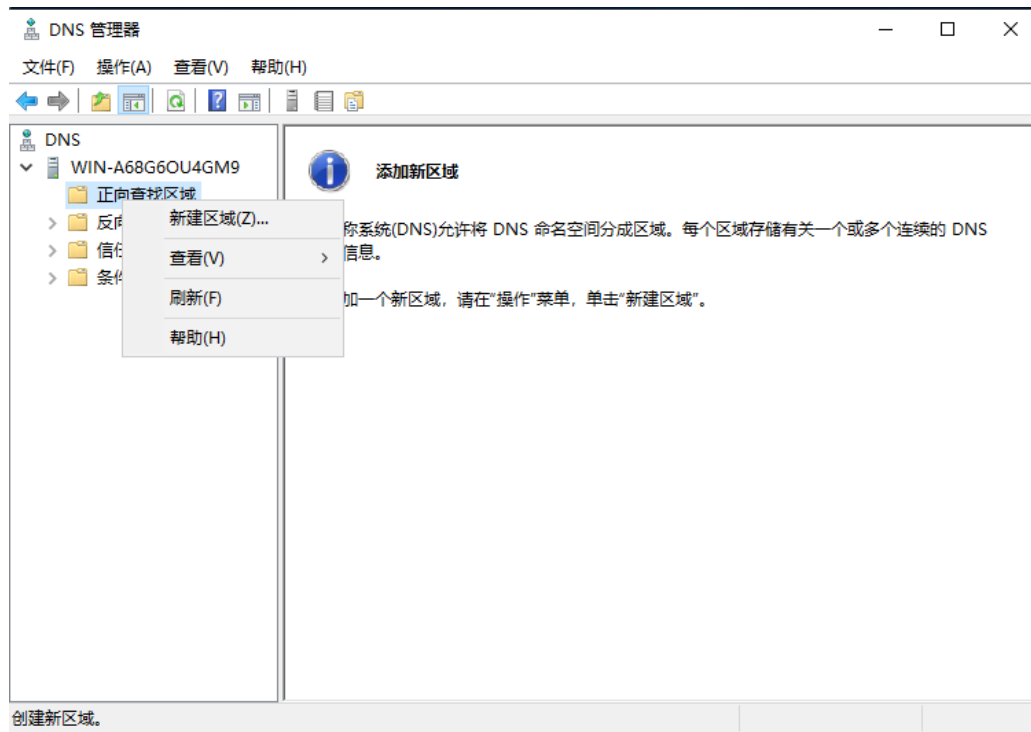 DNS 管理器
文件(F) 操作(A) 查看(V) 帮助(H)
DNS
WIN-A68G6OU4GM9
正向查找区域
反向
信任
条件
新建区域(Z)...
查看(V)
刷新(F)
帮助(H)
添加新区域
称系统(DNS)允许将 DNS 命名空间分成区域。每个区域存储有关一个或多个连续的 DNS
信息。
加一个新区域，请在“操作”菜单，单击“新建区域”。
创建新区域。